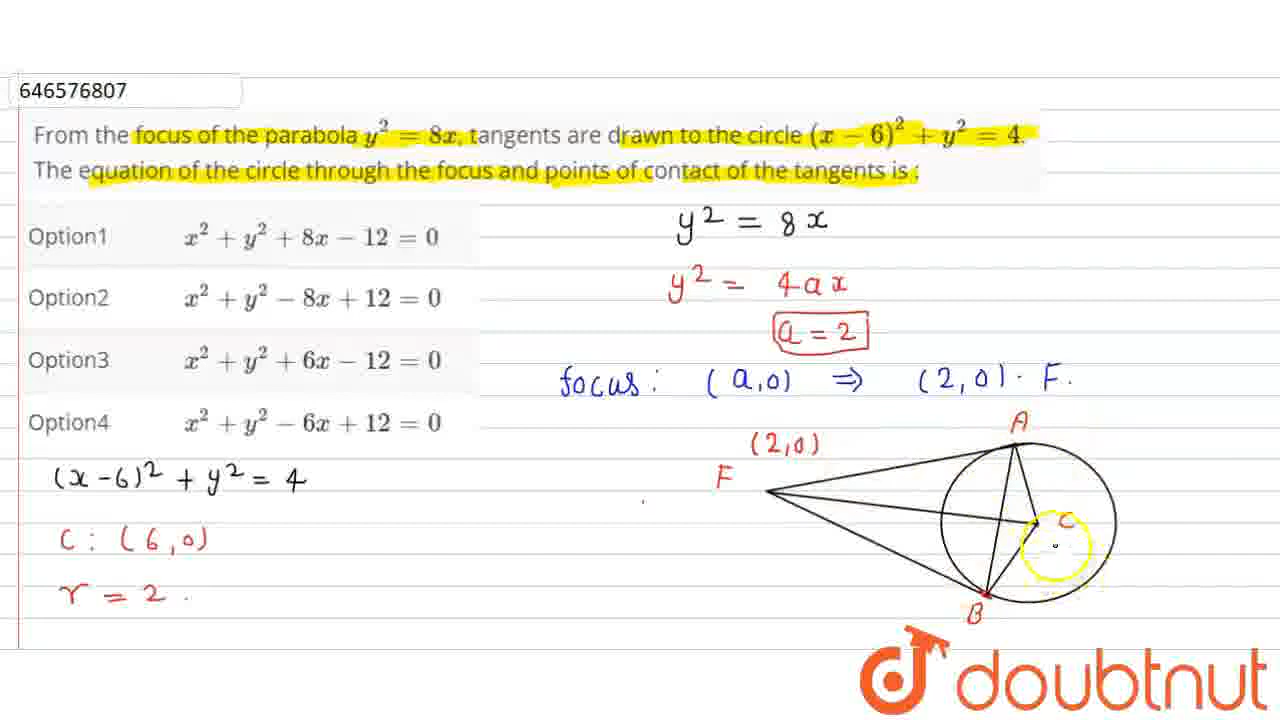 646576807
From the focus of the parabola y² = 8x, tangents are drawn to the circle (x − 6)² + y² = 4.
The equation of the circle through the focus and points of contact of the tangents is :
Option1 x² + y² + 8x − 12 = 0
Option2 x² + y² − 8x + 12 = 0
Option3 x² + y² + 6x − 12 = 0
Option4 x² + y² − 6x + 12 = 0
(x-6)² + y² = 4
C: (6,0)
r = 2.
y² = 8x
y² = 4ax
a = 2
focus: (a,0) ⇒ (2,0). F.
A
(2,0)
F
C
B
doubtnut